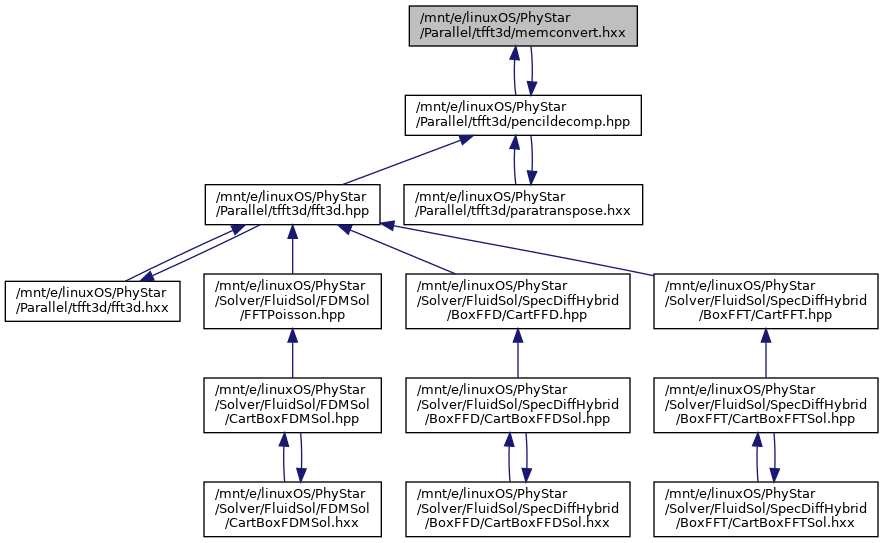 /mnt/e/linuxOS/PhyStar
/Parallel/tfft3d/memconvert.hxx
/mnt/e/linuxOS/PhyStar
/Parallel/tfft3d/pencildecomp.hpp
/mnt/e/linuxOS/PhyStar
/Parallel/tfft3d/fft3d.hpp
/mnt/e/linuxOS/PhyStar
/Parallel/tfft3d/paratranspose.hxx
/mnt/e/linuxOS/PhyStar
/Parallel/tfft3d/fft3d.hxx
/mnt/e/linuxOS/PhyStar
/Solver/FluidSol/FDMSol
/FFTPoisson.hpp
/mnt/e/linuxOS/PhyStar
/Solver/FluidSol/SpecDiffHybrid
/BoxFFD/CartFFD.hpp
/mnt/e/linuxOS/PhyStar
/Solver/FluidSol/SpecDiffHybrid
/BoxFFT/CartFFT.hpp
/mnt/e/linuxOS/PhyStar
/Solver/FluidSol/FDMSol
/CartBoxFDMSol.hpp
/mnt/e/linuxOS/PhyStar
/Solver/FluidSol/SpecDiffHybrid
/BoxFFD/CartBoxFFDSol.hpp
/mnt/e/linuxOS/PhyStar
/Solver/FluidSol/SpecDiffHybrid
/BoxFFT/CartBoxFFTSol.hpp
/mnt/e/linuxOS/PhyStar
/Solver/FluidSol/FDMSol
/CartBoxFDMSol.hxx
/mnt/e/linuxOS/PhyStar
/Solver/FluidSol/SpecDiffHybrid
/BoxFFD/CartBoxFFDSol.hxx
/mnt/e/linuxOS/PhyStar
/Solver/FluidSol/SpecDiffHybrid
/BoxFFT/CartBoxFFTSol.hxx